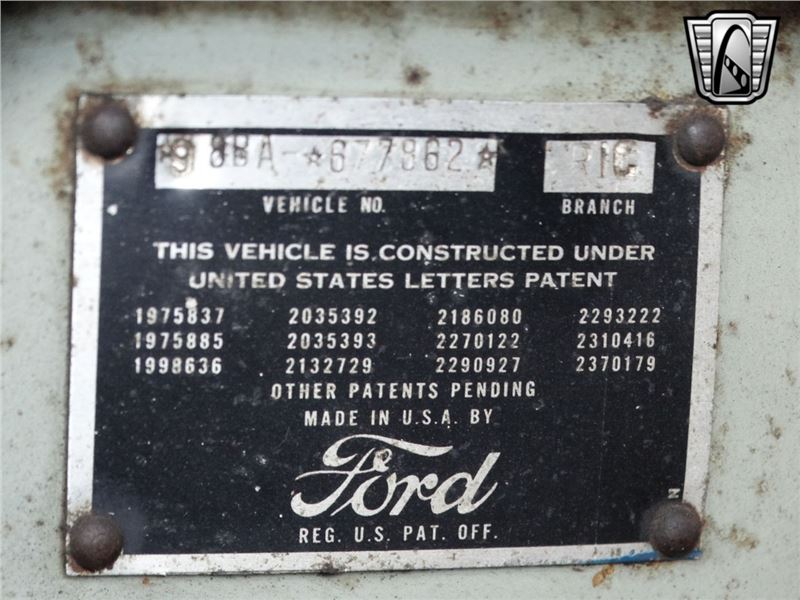 *98BA-*677862* RIC
VEHICLE NO. BRANCH
THIS VEHICLE IS CONSTRUCTED UNDER
UNITED STATES LETTERS PATENT
1975837 2035392 2186080 2293222
1975885 2035393 2270122 2310416
1998636 2132729 2290927 2370179
OTHER PATENTS PENDING
MADE IN U.S.A. BY
Ford
REG. U.S. PAT. OFF.
N